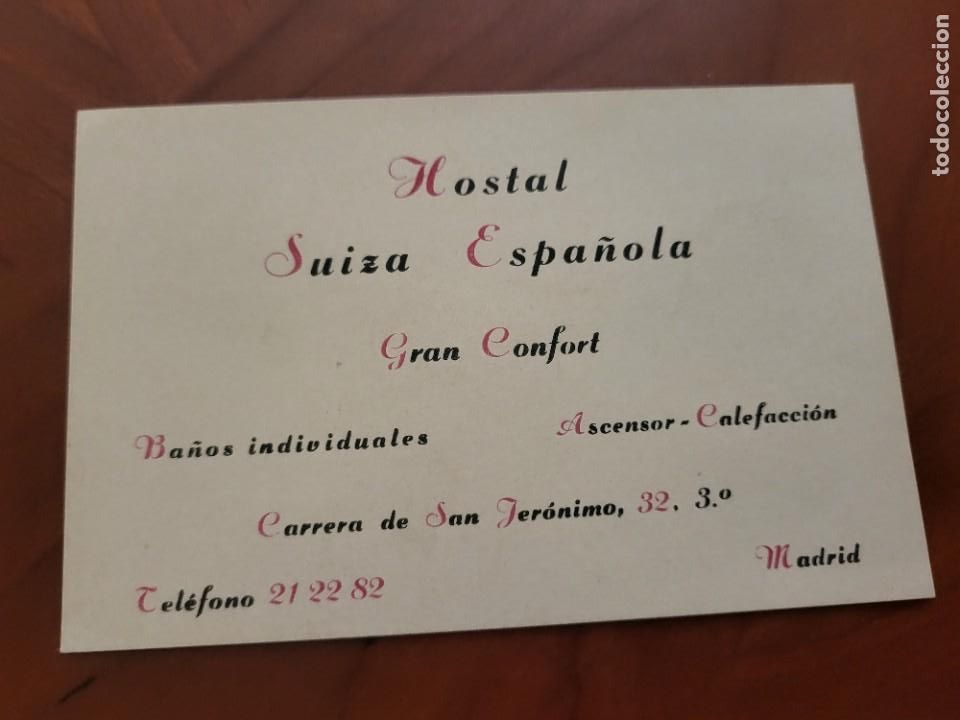 Hostal
Suiza Española
Gran Confort
Baños individuales
Ascensor - Calefacción
Carrera de San Jerónimo, 32. 3.º
Madrid
Teléfono 21 22 82
todocoleccion